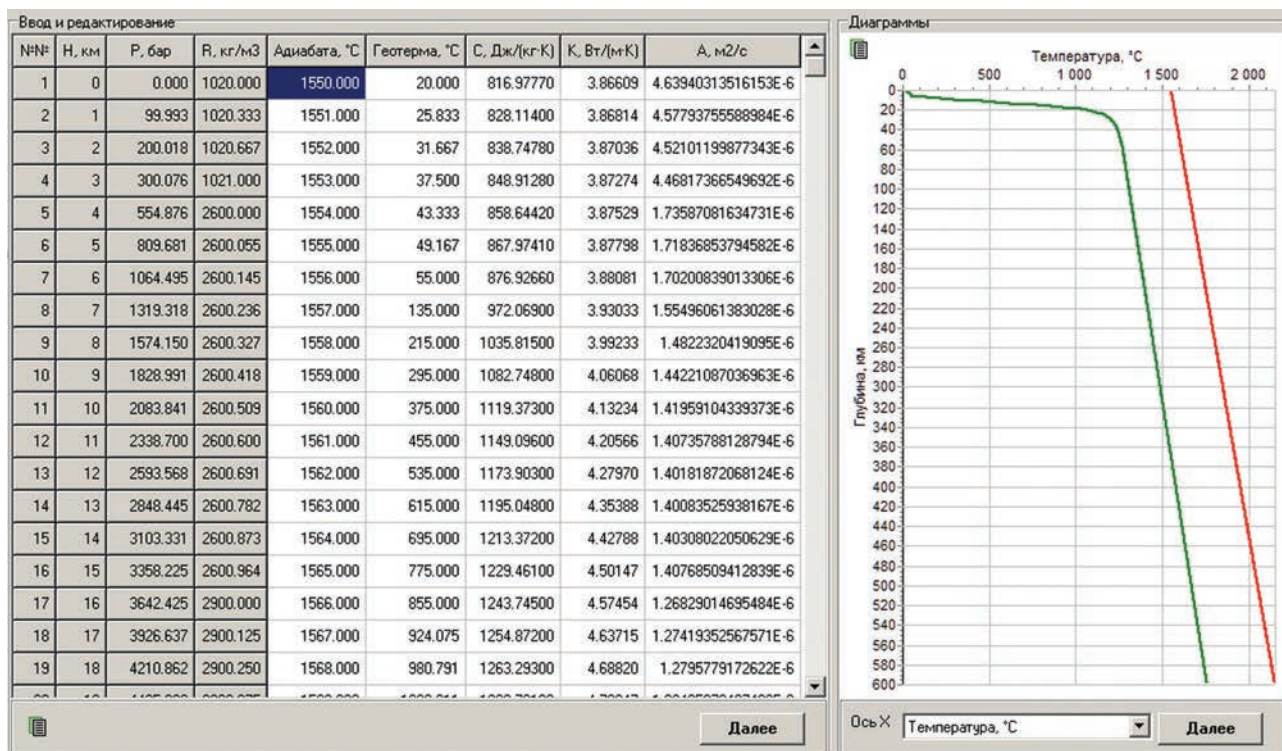 Ввод и редактирование
№№ H, км P, бар R, кг/м3 Адиабата, °C Геотерма, °C C, Дж/(кг·K) K, Вт/(м·K) A, м2/с
1 0 0.000 1020.000 1550.000 20.000 816.97770 3.86609 4.63940313516153E-6
2 1 99.993 1020.333 1551.000 25.833 828.11400 3.86814 4.57793755588984E-6
3 2 200.018 1020.667 1552.000 31.667 838.74780 3.87036 4.52101199877343E-6
4 3 300.076 1021.000 1553.000 37.500 848.91280 3.87274 4.46817366549692E-6
5 4 554.876 2600.000 1554.000 43.333 858.64420 3.87529 1.73587081634731E-6
6 5 809.681 2600.055 1555.000 49.167 867.97410 3.87798 1.71836853794582E-6
7 6 1064.495 2600.145 1556.000 55.000 876.92660 3.88081 1.70200839013306E-6
8 7 1319.318 2600.236 1557.000 135.000 972.06900 3.93033 1.55496061383028E-6
9 8 1574.150 2600.327 1558.000 215.000 1035.81500 3.99233 1.4822320419095E-6
10 9 1828.991 2600.418 1559.000 295.000 1082.74800 4.06068 1.44221087036963E-6
11 10 2083.841 2600.509 1560.000 375.000 1119.37300 4.13234 1.41959104339373E-6
12 11 2338.700 2600.600 1561.000 455.000 1149.09600 4.20566 1.40735788128794E-6
13 12 2593.568 2600.691 1562.000 535.000 1173.90300 4.27970 1.40181872068124E-6
14 13 2848.445 2600.782 1563.000 615.000 1195.04800 4.35388 1.40083525938167E-6
15 14 3103.331 2600.873 1564.000 695.000 1213.37200 4.42788 1.40308022050629E-6
16 15 3358.225 2600.964 1565.000 775.000 1229.46100 4.50147 1.40768509412839E-6
17 16 3642.425 2900.000 1566.000 855.000 1243.74500 4.57454 1.26829014695484E-6
18 17 3926.637 2900.125 1567.000 924.075 1254.87200 4.63715 1.27419352567571E-6
19 18 4210.862 2900.250 1568.000 980.791 1263.29300 4.68820 1.2795779172622E-6
Далее
Диаграммы
Температура, °C
0 500 1 000 1 500 2 000
0
20
40
60
80
100
120
140
160
180
200
220
240
260
280
300
320
340
360
380
400
420
440
460
480
500
520
540
560
580
600
Глубина, км
Ось X Температура, °C Далее